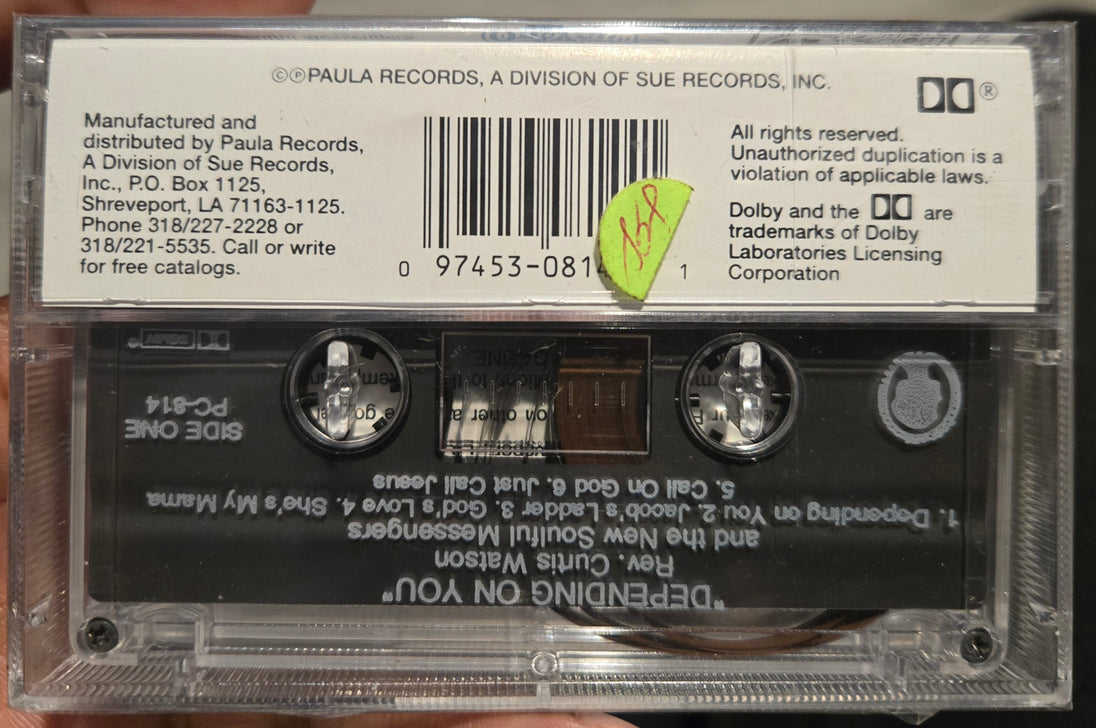 ©℗PAULA RECORDS, A DIVISION OF SUE RECORDS, INC.
Manufactured and
distributed by Paula Records,
A Division of Sue Records,
Inc., P.O. Box 1125,
Shreveport, LA 71163-1125.
Phone 318/227-2228 or
318/221-5535. Call or write
for free catalogs.
0 97453-081 1
®
All rights reserved.
Unauthorized duplication is a
violation of applicable laws.
Dolby and the are
trademarks of Dolby
Laboratories Licensing
Corporation
"DEPENDING ON YOU"
Rev. Curtis Watson
and the New Soulful Messengers
1. Depending on You 2. Jacob's Ladder 3. God's Love 4. She's My Mama
5. Call On God 6. Just Call Jesus
SIDE ONE
PC-814
DOLBY